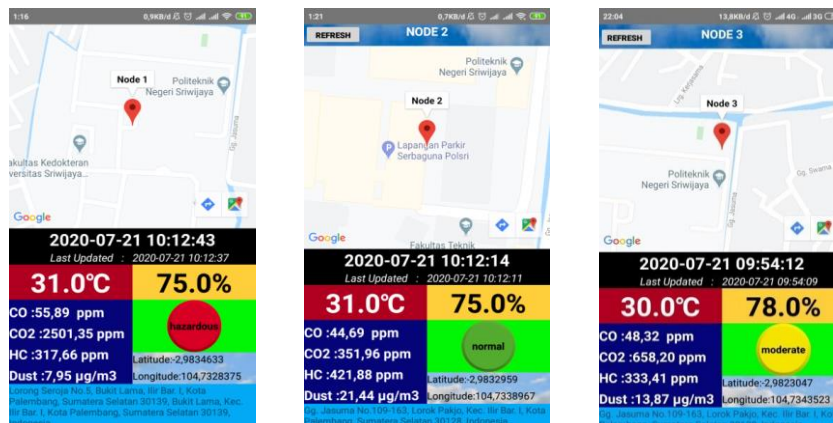 1:16
0,9KB/d
Node 1
Politeknik
Negeri Sriwijaya
Gg. Jasuma
akultas Kedokteran
versitas Sriwijaya...
Google
2020-07-21 10:12:43
Last Updated : 2020-07-21 10:12:37
31.0°C
75.0%
CO :55,89 ppm
CO2 :2501,35 ppm
HC :317,66 ppm
Dust :7,95 µg/m3
hazardous
Latitude:-2,9834633
Longitude:104,7328375
Lorong Seroja No.5, Bukit Lama, Ilir Bar. I, Kota
Palembang, Sumatera Selatan 30139, Bukit Lama, Kec.
Ilir Bar. I, Kota Palembang, Sumatera Selatan 30139,
1:21
0,7KB/d
REFRESH
NODE 2
Politeknik
Negeri Sriwijaya
Node 2
Lapangan Parkir
Serbaguna Polsri
Google
Fakultas Teknik
2020-07-21 10:12:14
Last Updated : 2020-07-21 10:12:11
31.0°C
75.0%
CO :44,69 ppm
CO2 :351,96 ppm
HC :421,88 ppm
Dust :21,44 µg/m3
normal
Latitude:-2,9832959
Longitude:104,7338967
Gg. Jasuma No.109-163, Lorok Pakjo, Kec. Ilir Bar. I, Kota
Palembang, Sumatera Selatan 30128, Indonesia
22:04
13,8KB/d
4G
3G
REFRESH
NODE 3
Lrg. Kerjasama
Node 3
Politeknik
Negeri Sriwijaya
Gg. Swarna
Gg. Jasuma
Google
2020-07-21 09:54:12
Last Updated : 2020-07-21 09:54:09
30.0°C
78.0%
CO :48,32 ppm
CO2 :658,20 ppm
HC :333,41 ppm
Dust :13,87 µg/m3
moderate
Latitude:-2,9823047
Longitude:104,7343523
Gg. Jasuma No.109-163, Lorok Pakjo, Kec. Ilir Bar. I, Kota